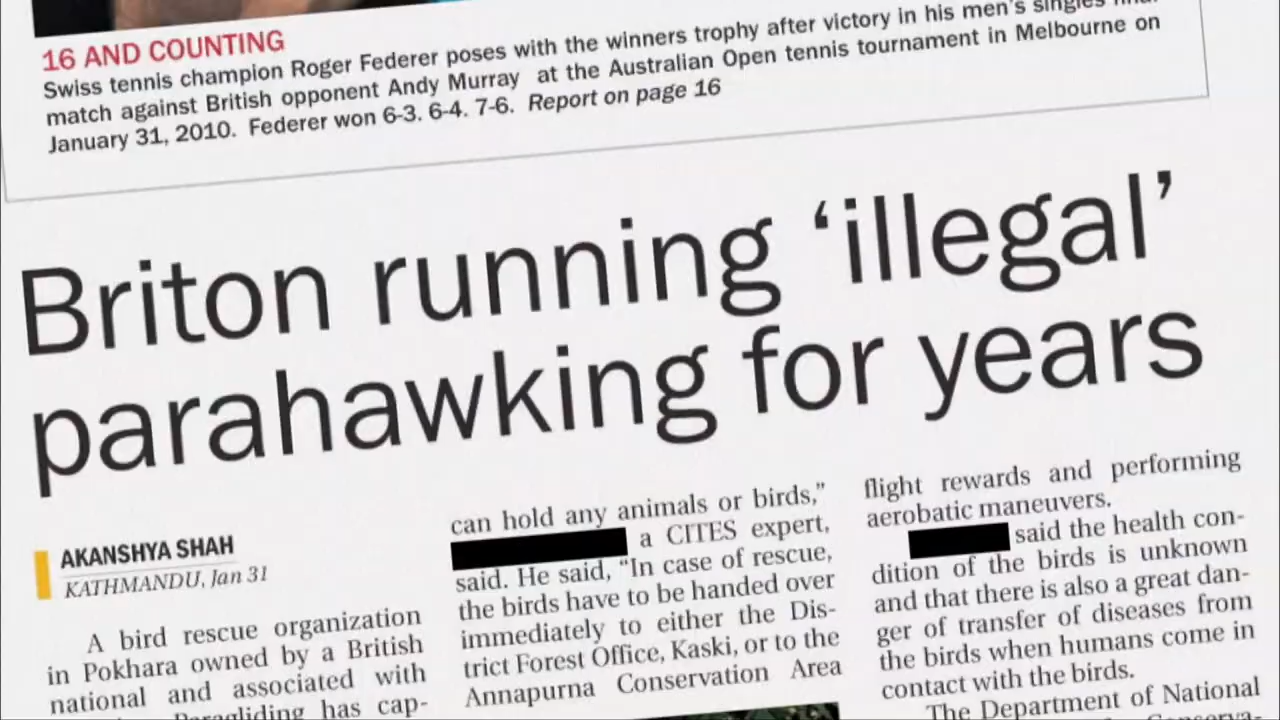 16 AND COUNTING
Swiss tennis champion Roger Federer poses with the winners trophy after victory in his men's singles final
match against British opponent Andy Murray at the Australian Open tennis tournament in Melbourne on
January 31, 2010. Federer won 6-3. 6-4. 7-6. Report on page 16
Briton running ‘illegal’
parahawking for years
AKANSHYA SHAH
KATHMANDU, Jan 31
A bird rescue organization
in Pokhara owned by a British
national and associated with
Paragliding has cap-
can hold any animals or birds,”
a CITES expert,
said. He said, “In case of rescue,
the birds have to be handed over
immediately to either the Dis-
trict Forest Office, Kaski, or to the
Annapurna Conservation Area
flight rewards and performing
aerobatic maneuvers.
said the health con-
dition of the birds is unknown
and that there is also a great dan-
ger of transfer of diseases from
the birds when humans come in
contact with the birds.
The Department of National